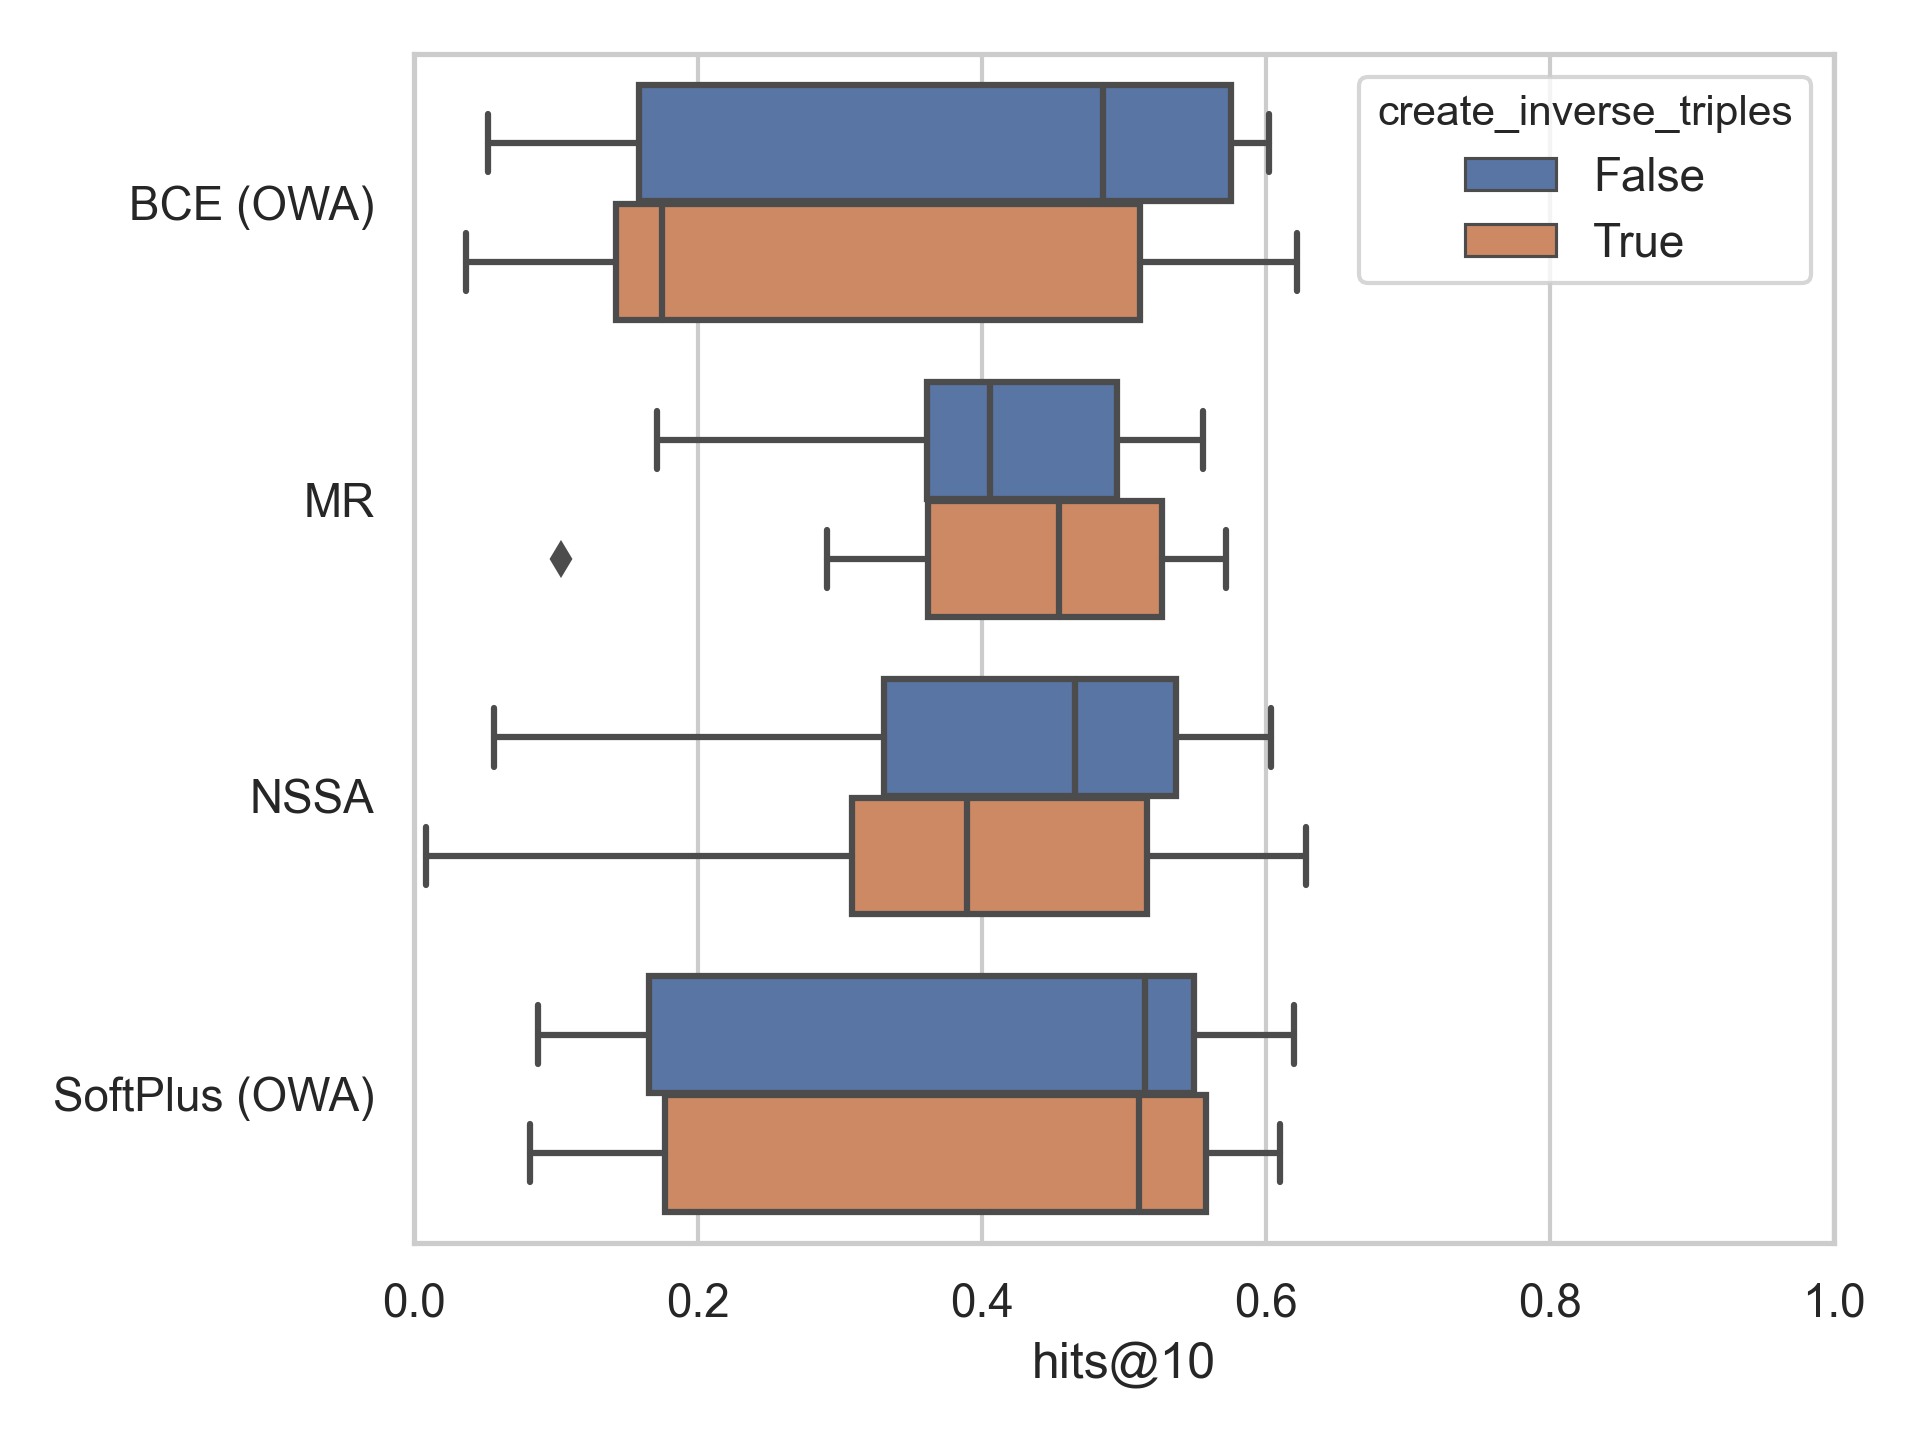 create_inverse_triples
False
True
BCE (OWA)
MR
NSSA
SoftPlus (OWA)
0.0 0.2 0.4 0.6 0.8 1.0
hits@10